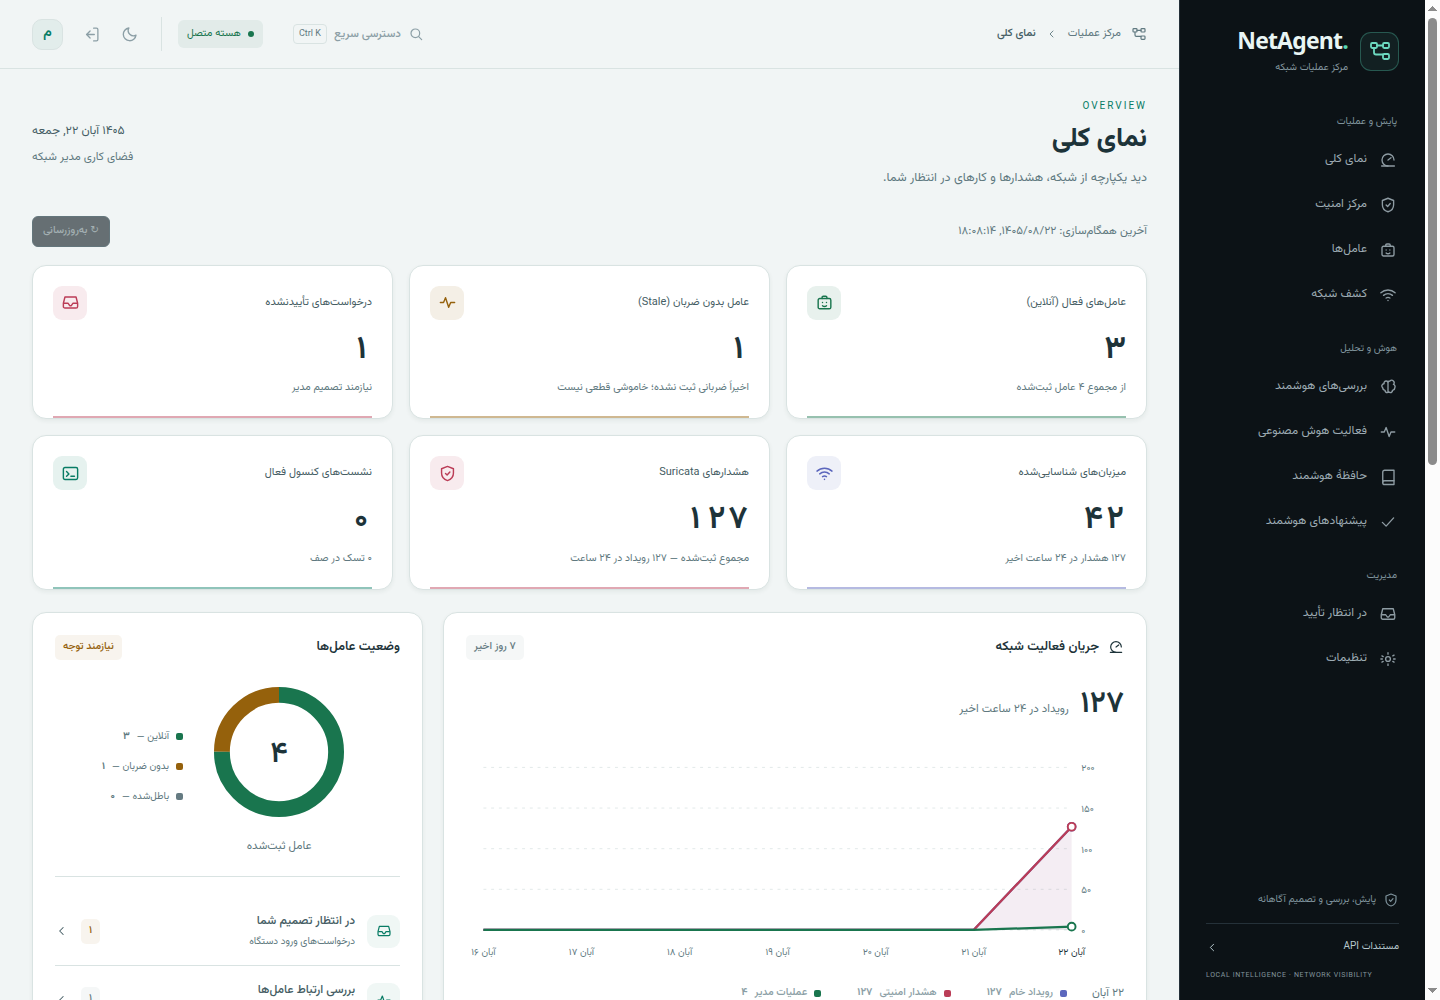 NetAgent.
مرکز عملیات شبکه
پایش و عملیات
نمای کلی
مرکز امنیت
عامل‌ها
کشف شبکه
هوش و تحلیل
بررسی‌های هوشمند
فعالیت هوش مصنوعی
حافظهٔ هوشمند
پیشنهادهای هوشمند
مدیریت
در انتظار تأیید
تنظیمات
پایش، بررسی و تصمیم آگاهانه
مستندات API
LOCAL INTELLIGENCE · NETWORK VISIBILITY
مرکز عملیات
نمای کلی
دسترسی سریع
Ctrl K
هسته متصل
م
OVERVIEW
نمای کلی
دید یکپارچه از شبکه، هشدارها و کارهای در انتظار شما.
۱۴۰۵ آبان ۲۲, جمعه
فضای کاری مدیر شبکه
آخرین همگام‌سازی: ۱۴۰۵/۰۸/۲۲, ۱۸:۰۸:۱۴
↻ به‌روزرسانی
عامل‌های فعال (آنلاین)
۳
از مجموع ۴ عامل ثبت‌شده
عامل بدون ضربان (Stale)
۱
اخیراً ضربانی ثبت نشده؛ خاموشی قطعی نیست
درخواست‌های تأییدنشده
۱
نیازمند تصمیم مدیر
میزبان‌های شناسایی‌شده
۴۲
۱۲۷ هشدار در ۲۴ ساعت اخیر
هشدارهای Suricata
۱۲۷
مجموع ثبت‌شده — ۱۲۷ رویداد در ۲۴ ساعت
نشست‌های کنسول فعال
۰
۰ تسک در صف
جریان فعالیت شبکه
۷ روز اخیر
۱۲۷ رویداد در ۲۴ ساعت اخیر
۲۰۰
۱۵۰
۱۰۰
۵۰
۰
۲۲ آبان
۲۱ آبان
۲۰ آبان
۱۹ آبان
۱۸ آبان
۱۷ آبان
۱۶ آبان
۲۲ آبان
رویداد خام ۱۲۷
هشدار امنیتی ۱۲۷
عملیات مدیر ۴
وضعیت عامل‌ها
نیازمند توجه
۴
آنلاین — ۳
بدون ضربان — ۱
باطل‌شده — ۰
عامل ثبت‌شده
در انتظار تصمیم شما
درخواست‌های ورود دستگاه
۱
بررسی ارتباط عامل‌ها
۱